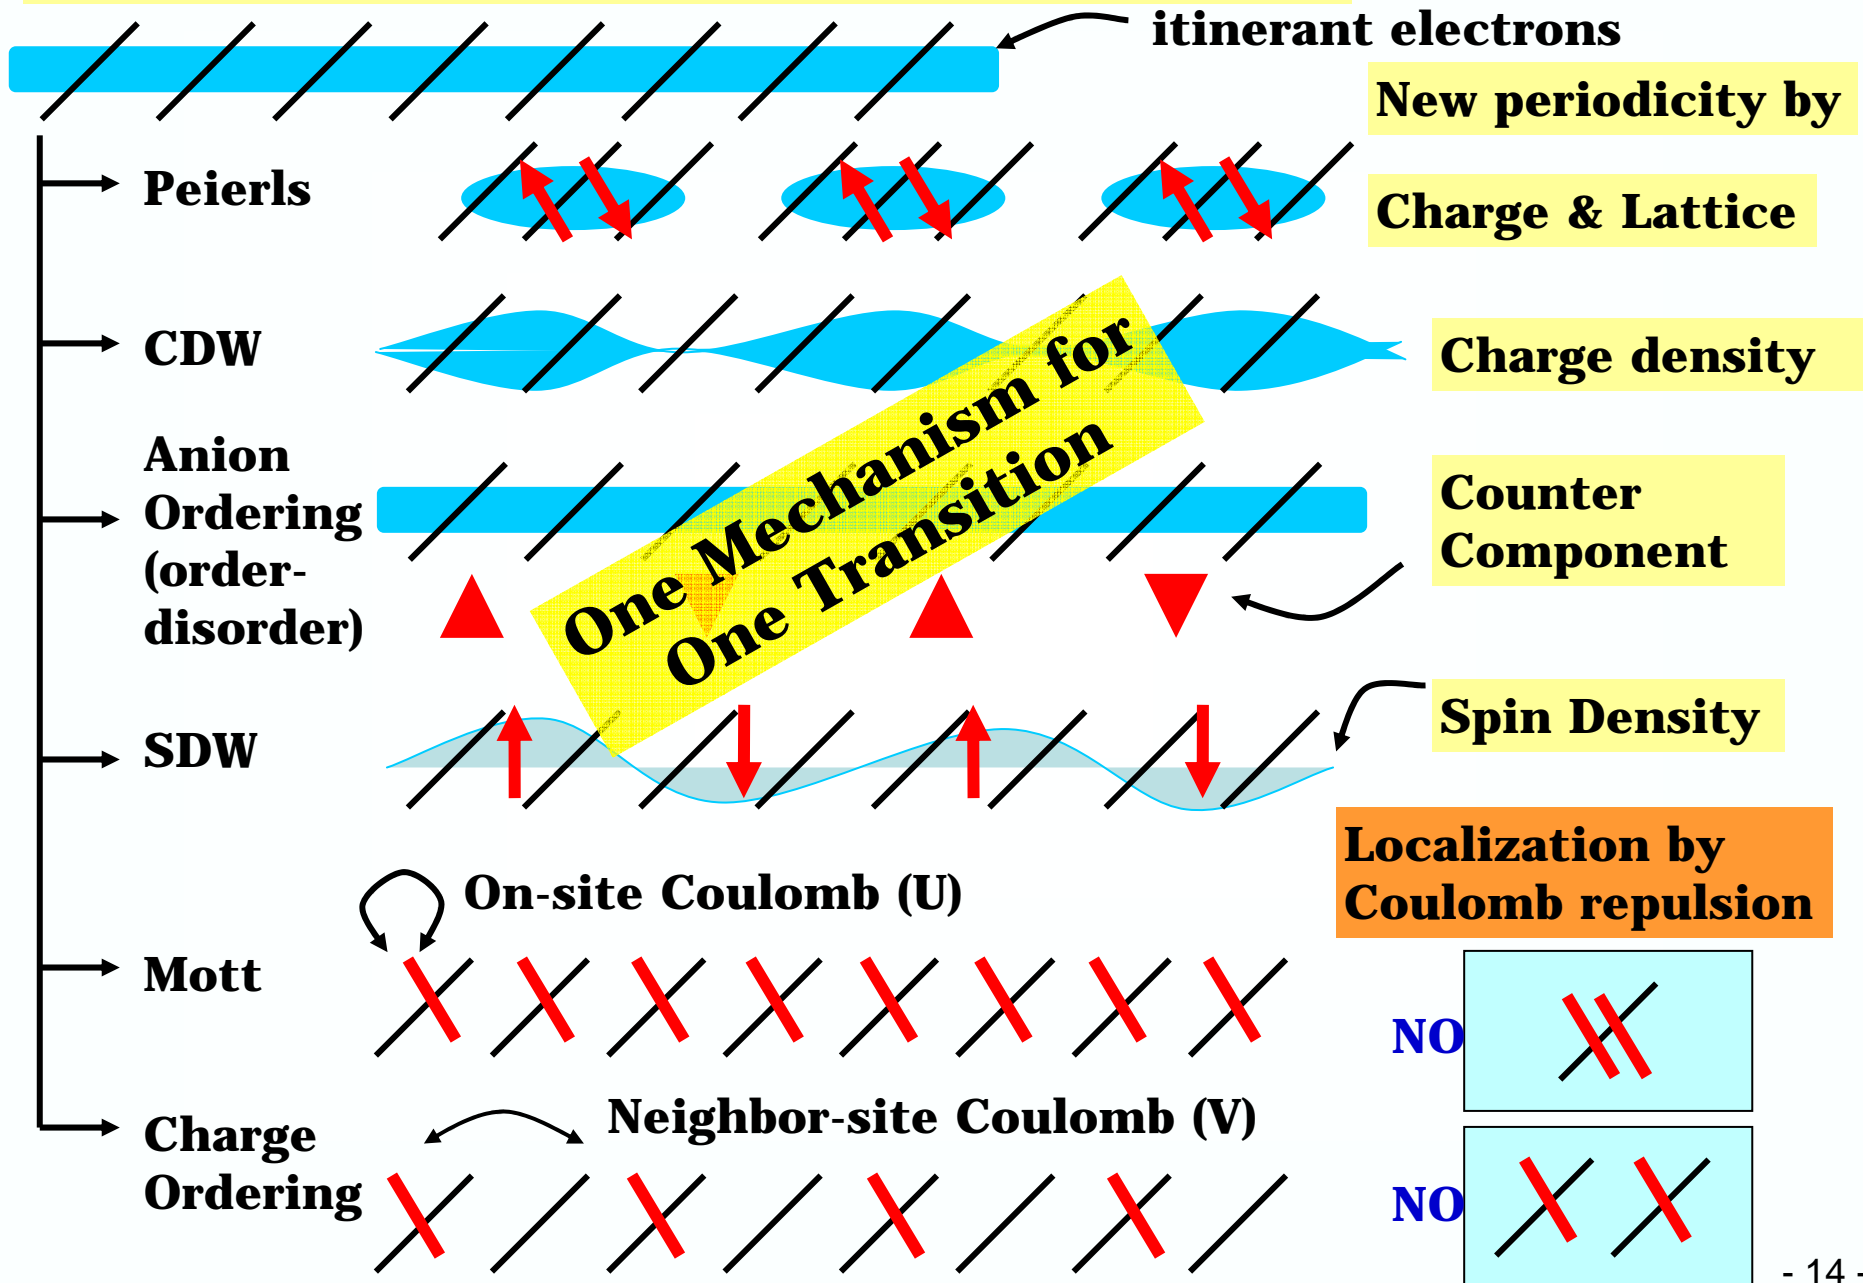 itinerant electrons
New periodicity by
Peierls
Charge & Lattice
CDW
Charge density
One Mechanism for
One Transition
Anion
Ordering
(order-
disorder)
Counter
Component
SDW
Spin Density
Localization by
Coulomb repulsion
On-site Coulomb (U)
Mott
NO
Neighbor-site Coulomb (V)
Charge
Ordering
NO
- 14 -